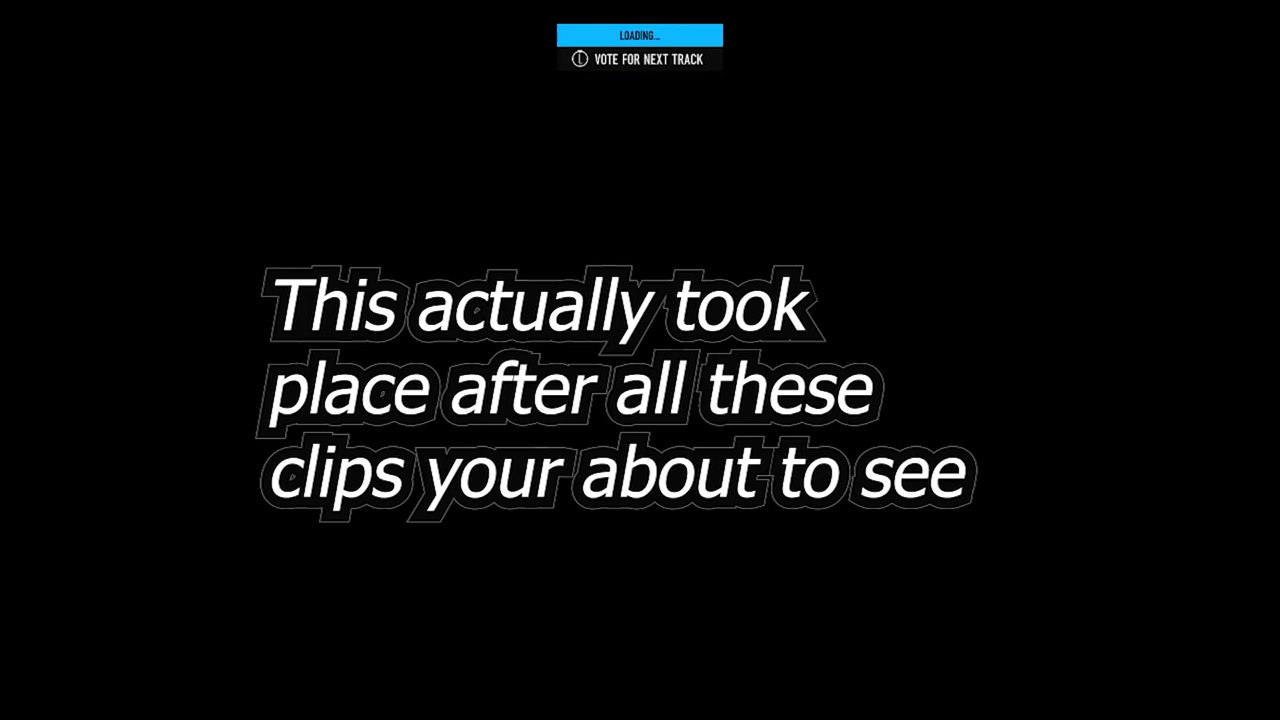 LOADING...
L VOTE FOR NEXT TRACK
This actually took
place after all these
clips your about to see